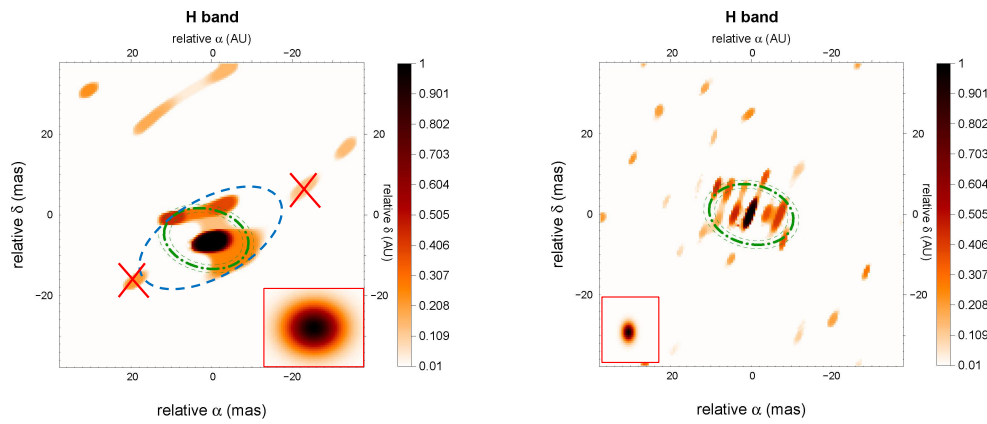 H band
relative α (AU)
20 0 −20
1
0.901
0.802
0.703
0.604
0.505
0.406
0.307
0.208
0.109
0.01
20
0
−20
relative δ (mas)
20
0
−20
relative δ (AU)
20 0 −20
relative α (mas)
H band
relative α (AU)
20 0 −20
1
0.901
0.802
0.703
0.604
0.505
0.406
0.307
0.208
0.109
0.01
20
0
−20
relative δ (mas)
20
0
−20
relative δ (AU)
20 0 −20
relative α (mas)